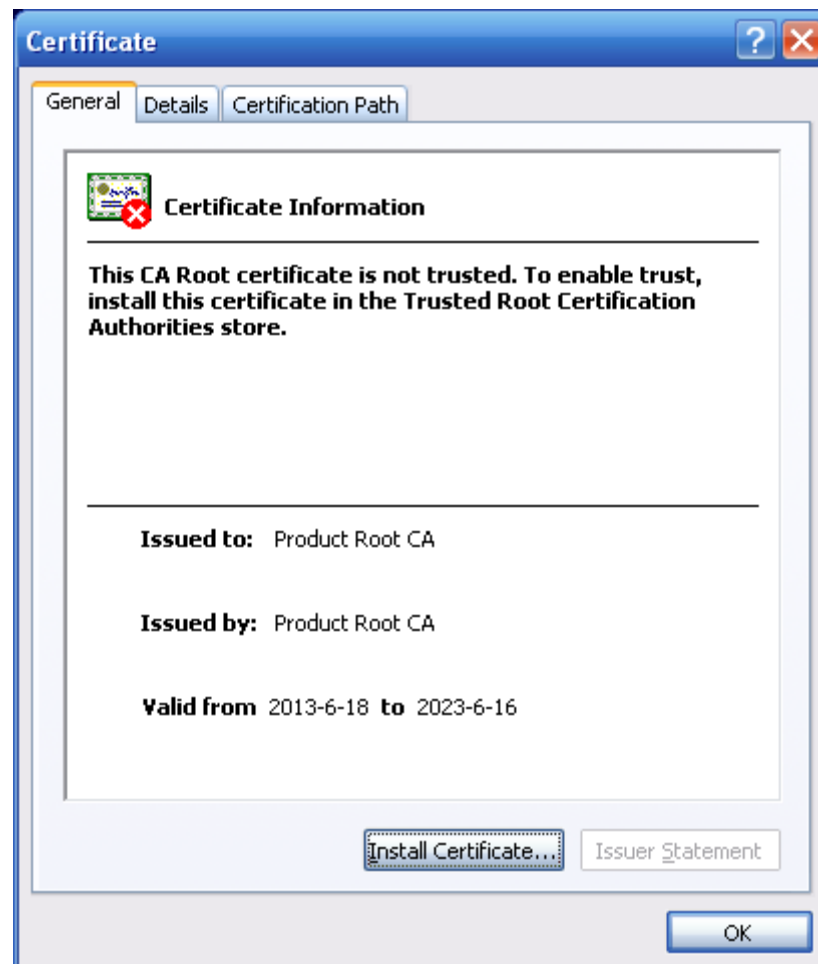 Certificate
General Details Certification Path
Certificate Information
This CA Root certificate is not trusted. To enable trust,
install this certificate in the Trusted Root Certification
Authorities store.
Issued to: Product Root CA
Issued by: Product Root CA
Valid from 2013-6-18 to 2023-6-16
Install Certificate... Issuer Statement
OK